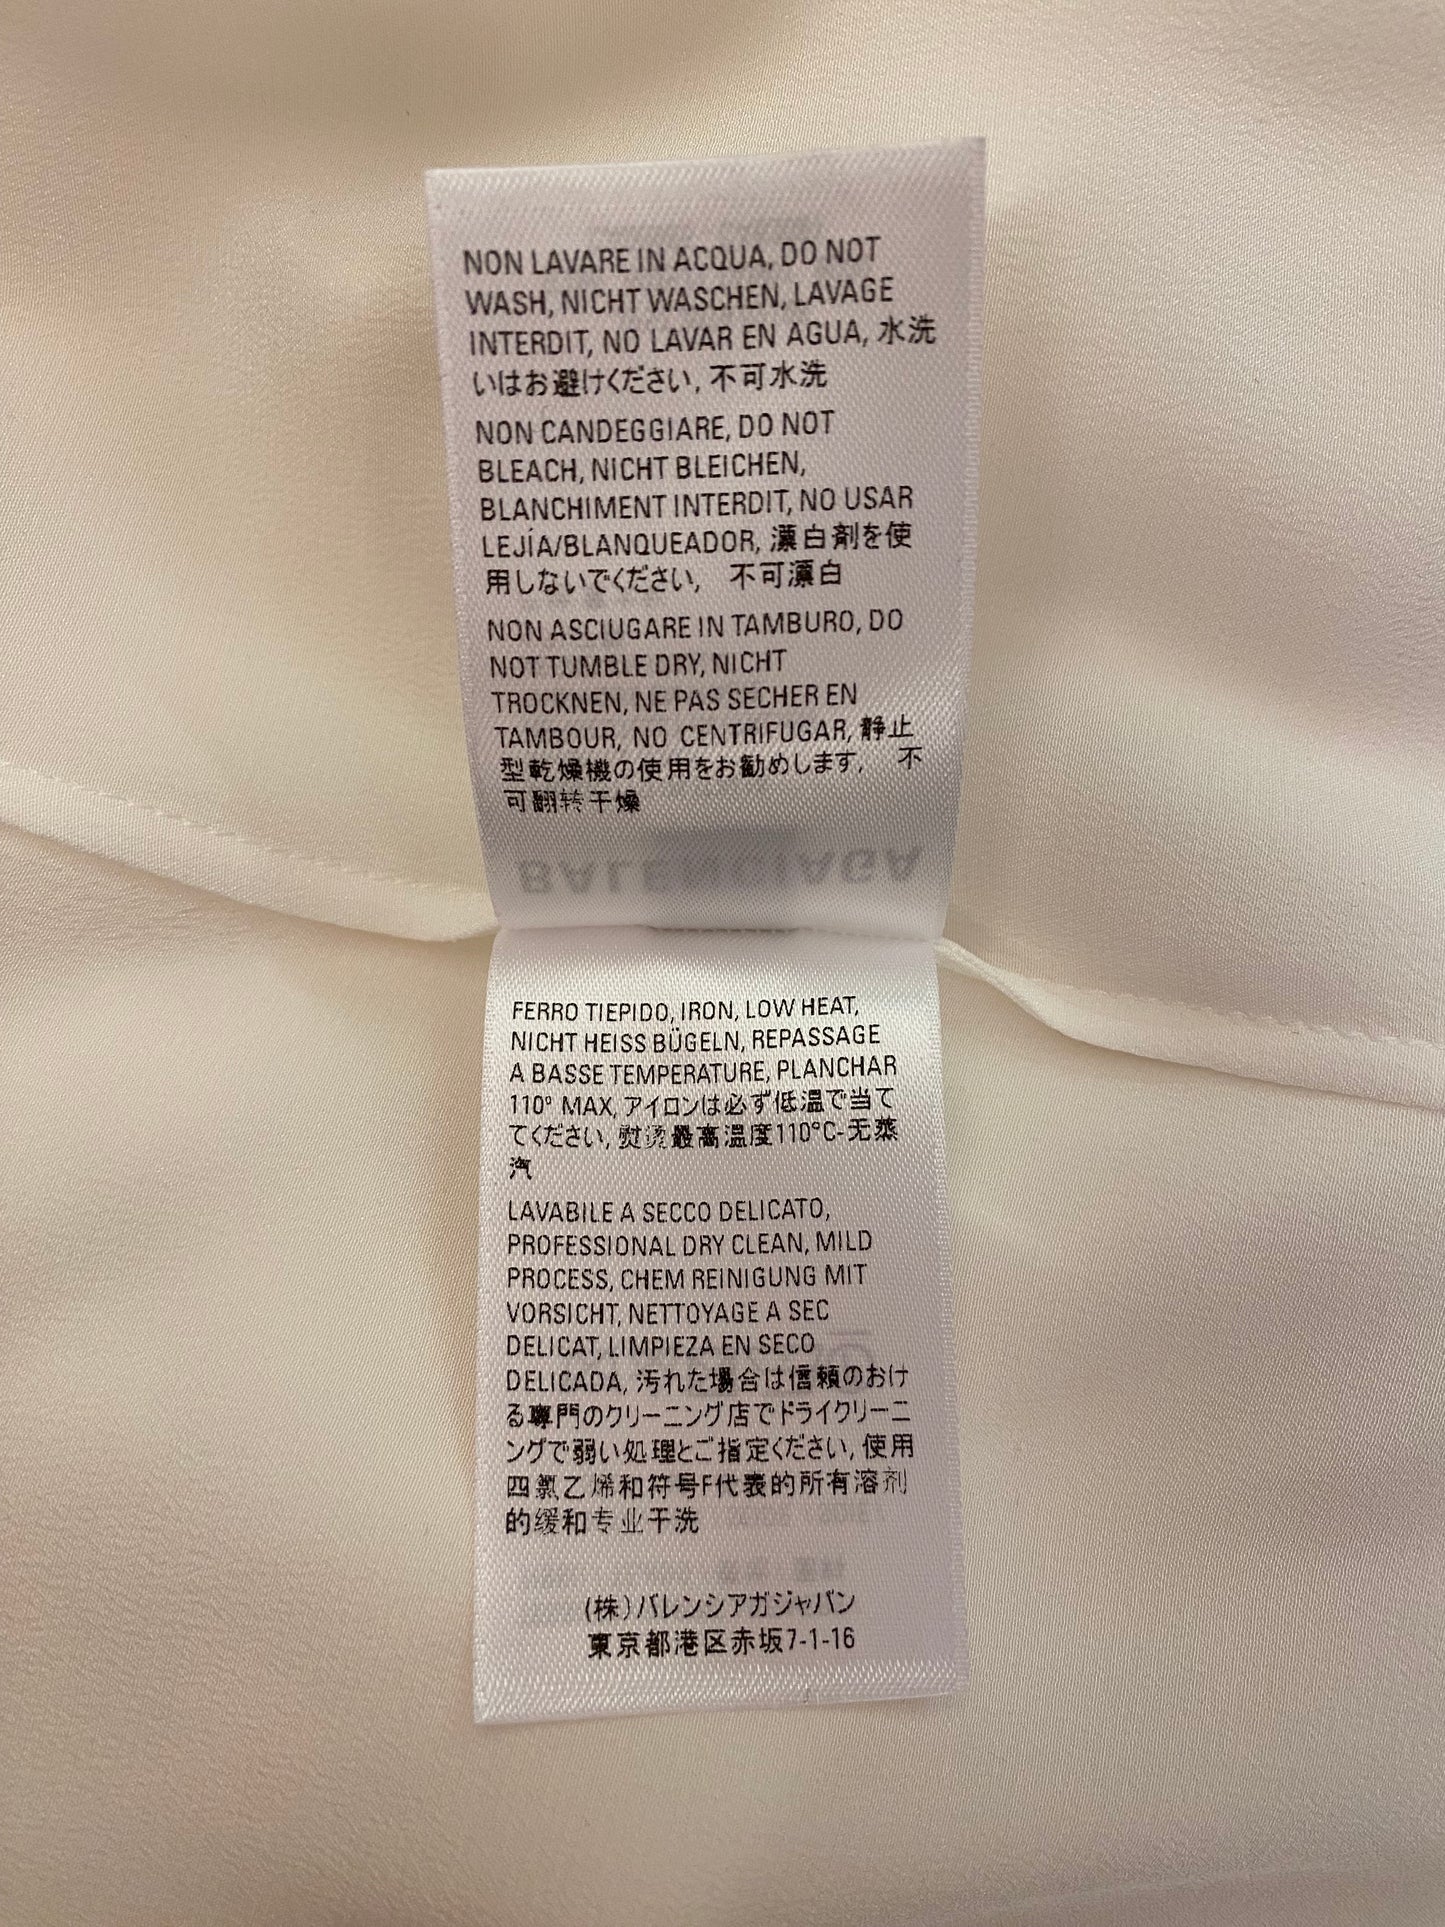 NON LAVARE IN ACQUA, DO NOT
WASH, NICHT WASCHEN, LAVAGE
INTERDIT, NO LAVAR EN AGUA, 水洗
いはお避けください, 不可水洗
NON CANDEGGIARE, DO NOT
BLEACH, NICHT BLEICHEN,
BLANCHIMENT INTERDIT, NO USAR
LEJÍA/BLANQUEADOR, 漂白剤を使
用しないでください, 不可漂白
NON ASCIUGARE IN TAMBURO, DO
NOT TUMBLE DRY, NICHT
TROCKNEN, NE PAS SECHER EN
TAMBOUR, NO CENTRIFUGAR, 静止
型乾燥機の使用をお勧めします, 不
可翻转干燥
BALENCIAGA
FERRO TIEPIDO, IRON, LOW HEAT,
NICHT HEISS BÜGELN, REPASSAGE
A BASSE TEMPERATURE, PLANCHAR
110° MAX, アイロンは必ず低温で当て
てください, 熨烫最高温度110°C-无蒸
汽
LAVABILE A SECCO DELICATO,
PROFESSIONAL DRY CLEAN, MILD
PROCESS, CHEM REINIGUNG MIT
VORSICHT, NETTOYAGE A SEC
DELICAT, LIMPIEZA EN SECO
DELICADA, 汚れた場合は信頼のおけ
る専門のクリーニング店でドライクリーニ
ングで弱い処理とご指定ください, 使用
四氯乙烯和符号F代表的所有溶剂
的缓和专业干洗
(株)バレンシアガジャパン
東京都港区赤坂7-1-16